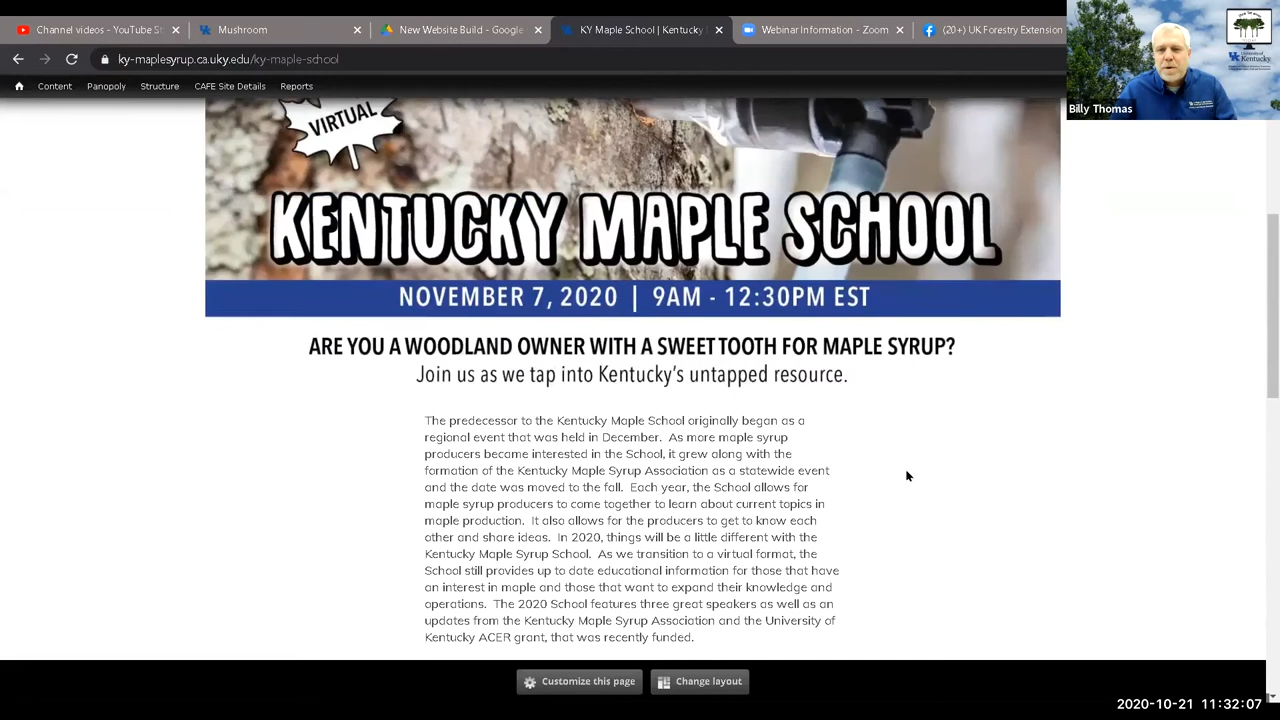 Channel videos - YouTube St
Mushroom
New Website Build - Google
KY Maple School | Kentucky
Webinar Information - Zoom
(20+) UK Forestry Extension
ky-maplesyrup.ca.uky.edu/ky-maple-school
Content
Panopoly
Structure
CAFE Site Details
Reports
University of
Kentucky
Billy Thomas
VIRTUAL
KENTUCKY MAPLE SCHOOL
NOVEMBER 7, 2020 | 9AM - 12:30PM EST
ARE YOU A WOODLAND OWNER WITH A SWEET TOOTH FOR MAPLE SYRUP?
Join us as we tap into Kentucky's untapped resource.
The predecessor to the Kentucky Maple School originally began as a
regional event that was held in December. As more maple syrup
producers became interested in the School, it grew along with the
formation of the Kentucky Maple Syrup Association as a statewide event
and the date was moved to the fall. Each year, the School allows for
maple syrup producers to come together to learn about current topics in
maple production. It also allows for the producers to get to know each
other and share ideas. In 2020, things will be a little different with the
Kentucky Maple Syrup School. As we transition to a virtual format, the
School still provides up to date educational information for those that have
an interest in maple and those that want to expand their knowledge and
operations. The 2020 School features three great speakers as well as an
updates from the Kentucky Maple Syrup Association and the University of
Kentucky ACER grant, that was recently funded.
Customize this page
Change layout
2020-10-21 11:32:07